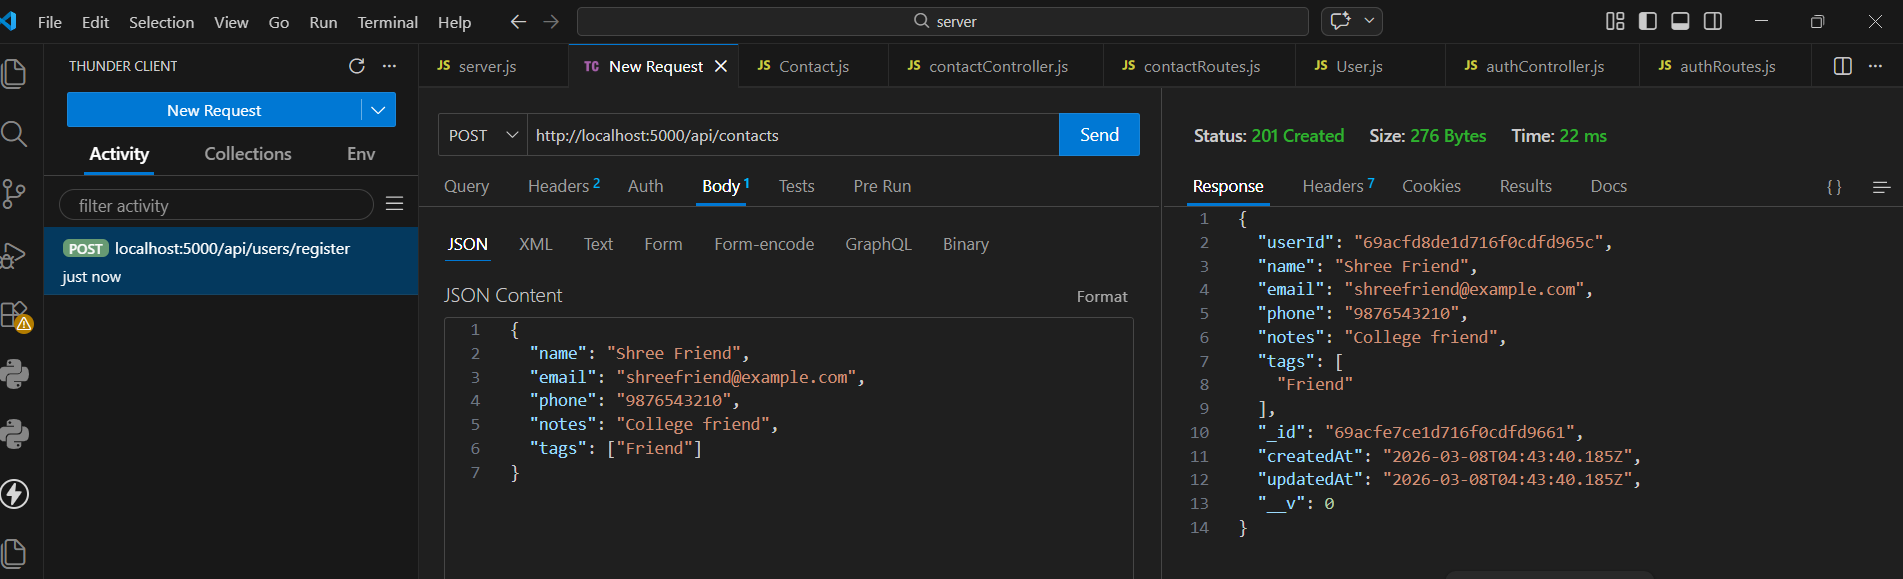 File Edit Selection View Go Run Terminal Help
server
THUNDER CLIENT
New Request
Activity Collections Env
filter activity
POST localhost:5000/api/users/register
just now
JS server.js
TC New Request
JS Contact.js
JS contactController.js
JS contactRoutes.js
JS User.js
JS authController.js
JS authRoutes.js
POST http://localhost:5000/api/contacts Send
Query Headers 2 Auth Body 1 Tests Pre Run
JSON XML Text Form Form-encode GraphQL Binary
JSON Content Format
1 {
2 "name": "Shree Friend",
3 "email": "shreefriend@example.com",
4 "phone": "9876543210",
5 "notes": "College friend",
6 "tags": ["Friend"]
7 }
Status: 201 Created Size: 276 Bytes Time: 22 ms
Response Headers 7 Cookies Results Docs {}
1 {
2 "userId": "69acfd8de1d716f0cdfd965c",
3 "name": "Shree Friend",
4 "email": "shreefriend@example.com",
5 "phone": "9876543210",
6 "notes": "College friend",
7 "tags": [
8 "Friend"
9 ],
10 "_id": "69acfe7ce1d716f0cdfd9661",
11 "createdAt": "2026-03-08T04:43:40.185Z",
12 "updatedAt": "2026-03-08T04:43:40.185Z",
13 "__v": 0
14 }